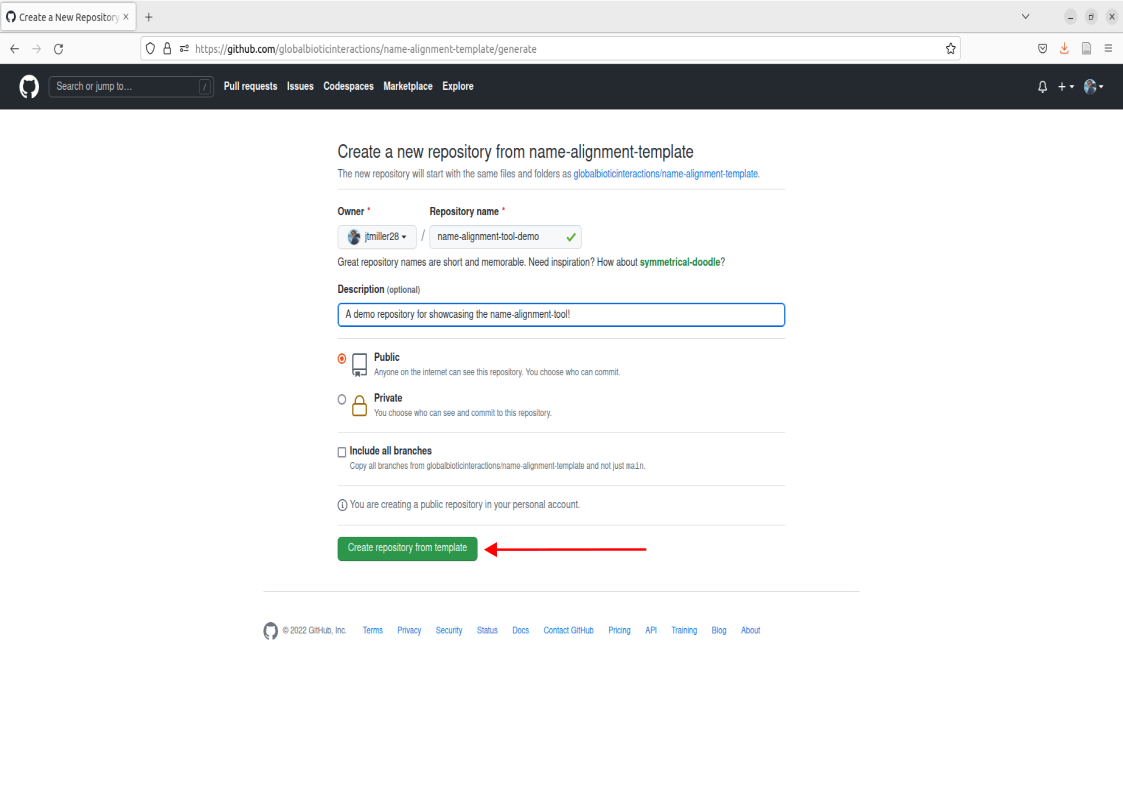 Create a New Repository
https://github.com/globalbioticinteractions/name-alignment-template/generate
Search or jump to... / Pull requests Issues Codespaces Marketplace Explore
Create a new repository from name-alignment-template
The new repository will start with the same files and folders as globalbioticinteractions/name-alignment-template.
Owner * Repository name *
jtmiller28 / name-alignment-tool-demo
Great repository names are short and memorable. Need inspiration? How about symmetrical-doodle?
Description (optional)
A demo repository for showcasing the name-alignment-tool!
Public
Anyone on the internet can see this repository. You choose who can commit.
Private
You choose who can see and commit to this repository.
Include all branches
Copy all branches from globalbioticinteractions/name-alignment-template and not just main.
You are creating a public repository in your personal account.
Create repository from template
© 2022 GitHub, Inc. Terms Privacy Security Status Docs Contact GitHub Pricing API Training Blog About